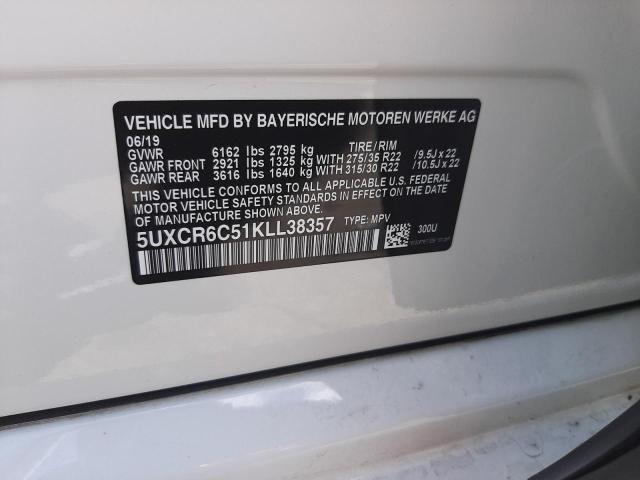 VEHICLE MFD BY BAYERISCHE MOTOREN WERKE AG
06/19
GVWR 6162 lbs 2795 kg TIRE/RIM
GAWR FRONT 2921 lbs 1325 kg WITH 275/35 R22 /9.5J x 22
GAWR REAR 3616 lbs 1640 kg WITH 315/30 R22 /10.5J x 22
THIS VEHICLE CONFORMS TO ALL APPLICABLE U.S. FEDERAL
MOTOR VEHICLE SAFETY STANDARDS IN EFFECT ON THE
DATE OF MANUFACTURE SHOWN ABOVE.
5UXCR6C51KLL38357 TYPE: MPV 300U